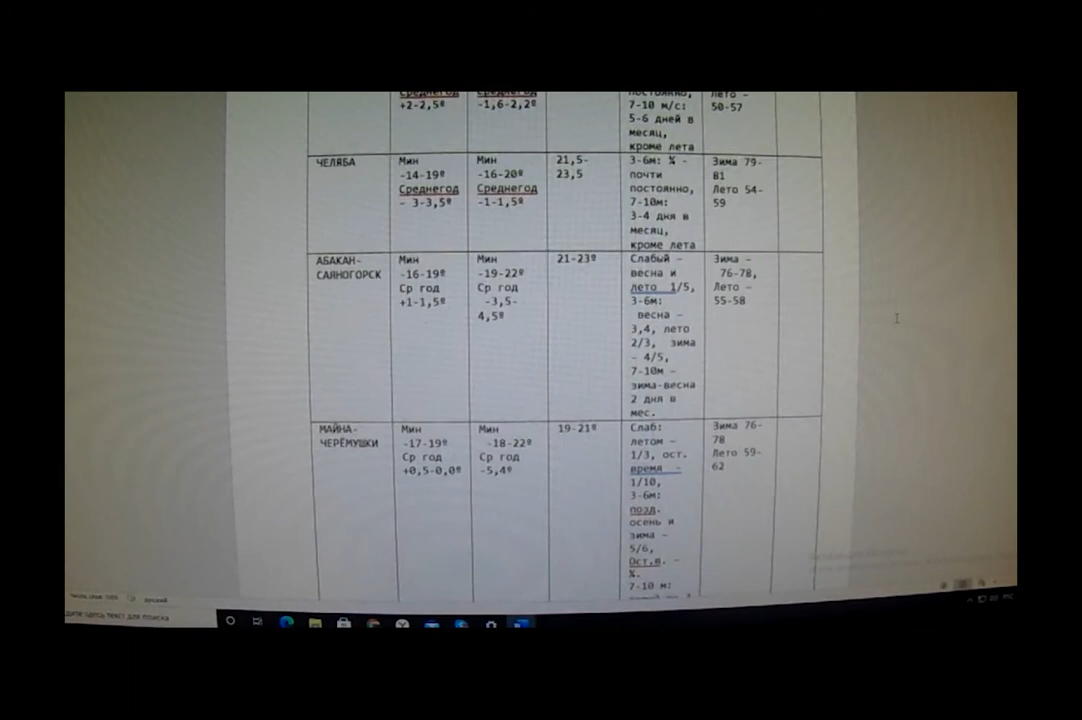 Среднегод
+2-2,5º
Среднегод
-1,6-2,2º
постоянно,
7-10 м/с:
5-6 дней в
месяц,
кроме лета
Лето –
50-57
ЧЕЛЯБА
Мин
-14-19º
Среднегод
- 3-3,5º
Мин
-16-20º
Среднегод
-1-1,5º
21,5-
23,5
3-6м: ¾ -
почти
постоянно,
7-10м:
3-4 дня в
месяц,
кроме лета
Зима 79-
81
Лето 54-
59
АБАКАН-
САЯНОГОРСК
Мин
-16-19º
Ср год
+1-1,5º
Мин
-19-22º
Ср год
-3,5-
4,5º
21-23º
Слабый –
весна и
лето 1/5,
3-6м:
весна –
3,4, лето
2/3, зима
– 4/5,
7-10м –
зима-весна
2 дня в
мес.
Зима –
76-78,
Лето –
55-58
МАЙНА-
ЧЕРЁМУШКИ
Мин
-17-19º
Ср год
+0,5-0,0º
Мин
-18-22º
Ср год
-5,4º
19-21º
Слаб:
летом –
1/3, ост.
время –
1/10,
3-6м:
позд.
осень и
зима –
5/6,
Ост.в. –
¾.
7-10 м:
Зима 76-
78
Лето 59-
62
русский
дите здесь текст для поиска